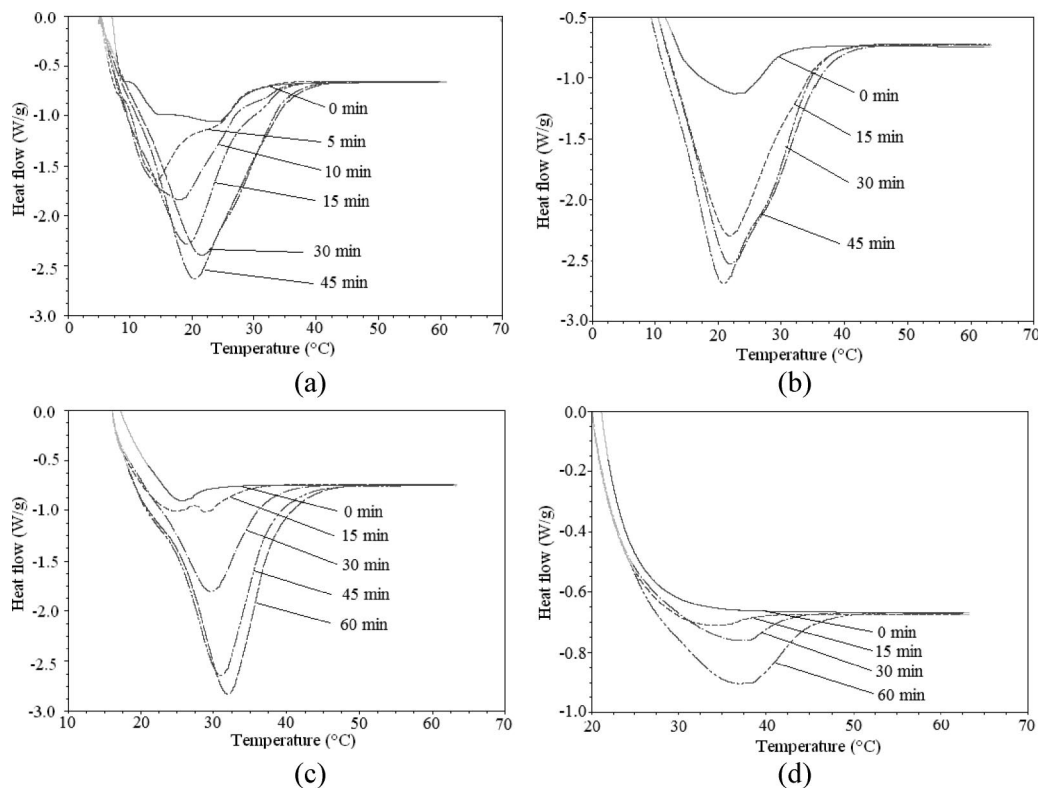 0.0
-0.5
-1.0
-1.5
-2.0
-2.5
-3.0
Heat flow (W/g)
0 min
5 min
10 min
15 min
30 min
45 min
0 10 20 30 40 50 60 70
Temperature (°C)
(a)
-0.5
-1.0
-1.5
-2.0
-2.5
-3.0
Heat flow (W/g)
0 min
15 min
30 min
45 min
0 10 20 30 40 50 60 70
Temperature (°C)
(b)
0.0
-0.5
-1.0
-1.5
-2.0
-2.5
-3.0
Heat flow (W/g)
0 min
15 min
30 min
45 min
60 min
10 20 30 40 50 60 70
Temperature (°C)
(c)
0.0
-0.2
-0.4
-0.6
-0.8
-1.0
Heat flow (W/g)
0 min
15 min
30 min
60 min
20 30 40 50 60 70
Temperature (°C)
(d)